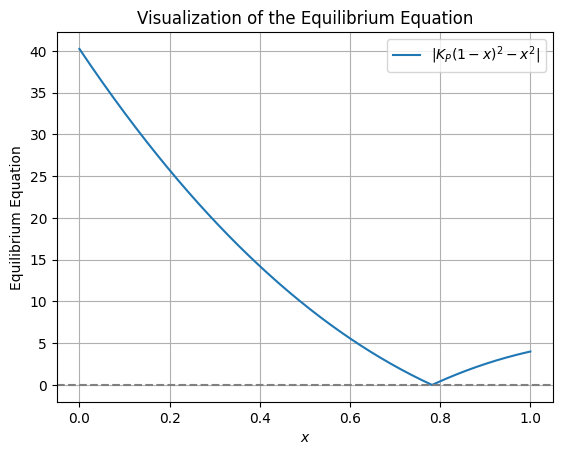 Visualization of the Equilibrium Equation
|K_P(1 − x)² − x²|
Equilibrium Equation
40
35
30
25
20
15
10
5
0
0.0 0.2 0.4 0.6 0.8 1.0
x